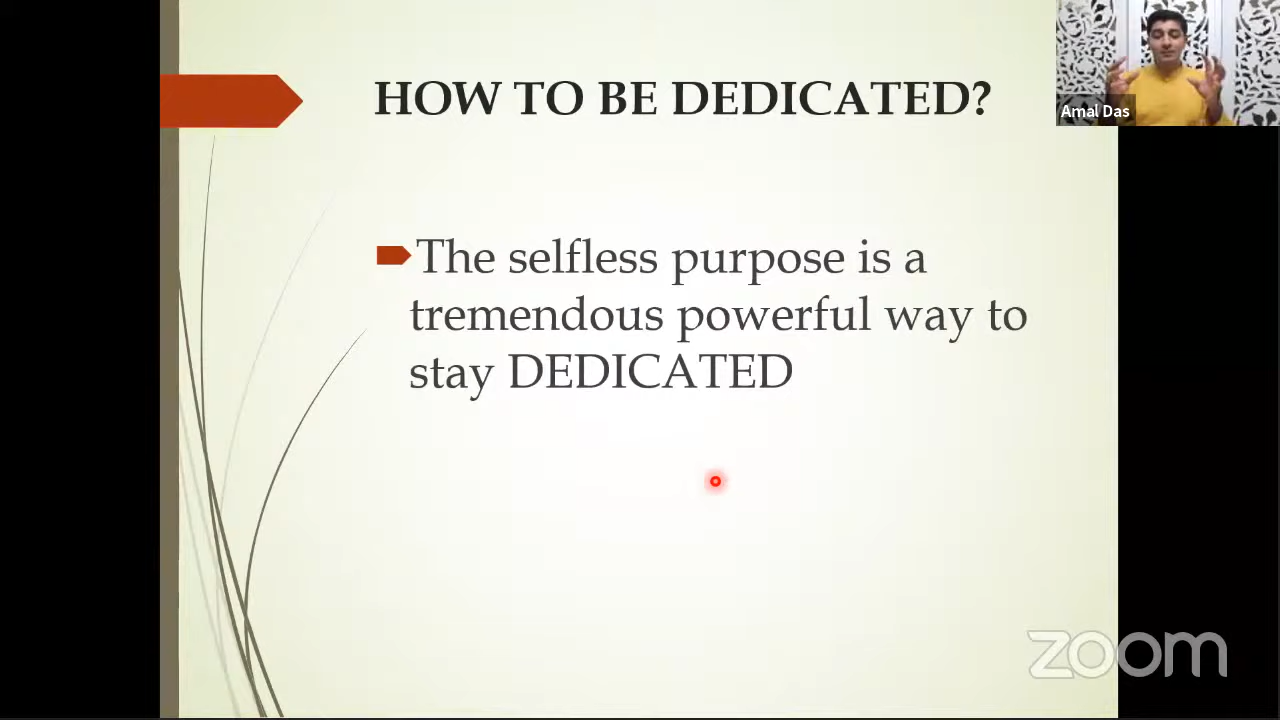 HOW TO BE DEDICATED?
Amal Das
The selfless purpose is a
tremendous powerful way to
stay DEDICATED
zoom